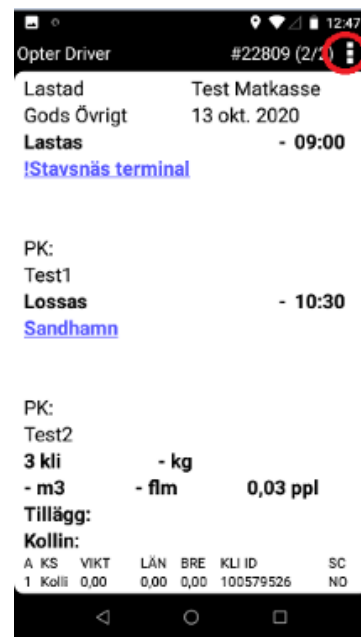 12:47
Opter Driver #22809 (2/2)
Lastad Test Matkasse
Gods Övrigt 13 okt. 2020
Lastas - 09:00
!Stavsnäs terminal
PK:
Test1
Lossas - 10:30
Sandhamn
PK:
Test2
3 kli - kg
- m3 - flm 0,03 ppl
Tillägg:
Kollin:
A KS VIKT LÄN BRE KLI ID SC
1 Kolli 0,00 0,00 0,00 100579526 NO